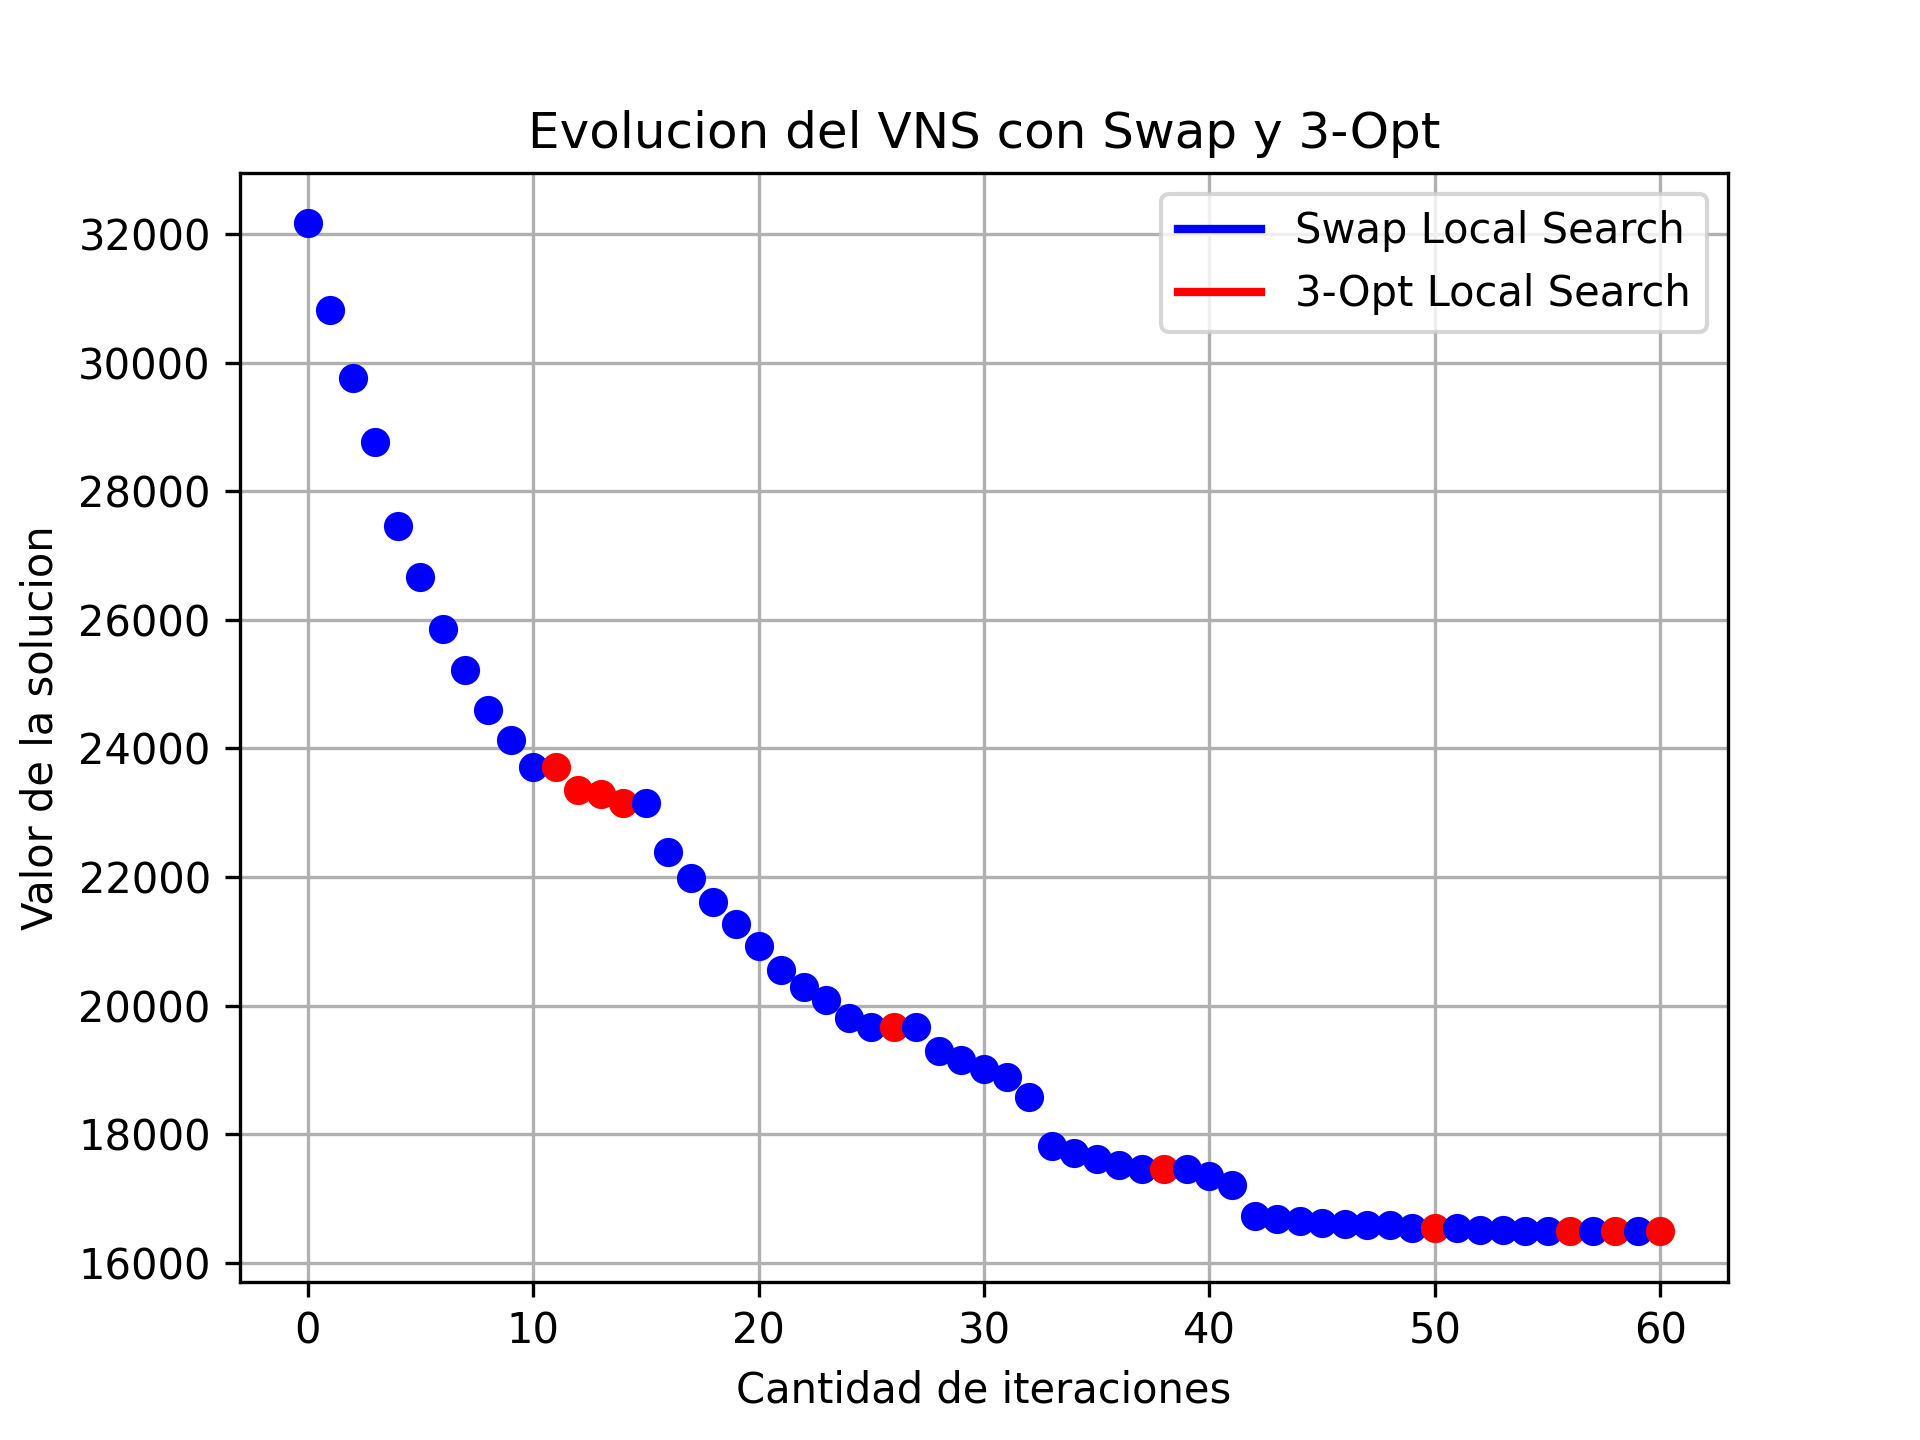 Evolucion del VNS con Swap y 3-Opt
Swap Local Search
3-Opt Local Search
Valor de la solucion
32000
30000
28000
26000
24000
22000
20000
18000
16000
0 10 20 30 40 50 60
Cantidad de iteraciones